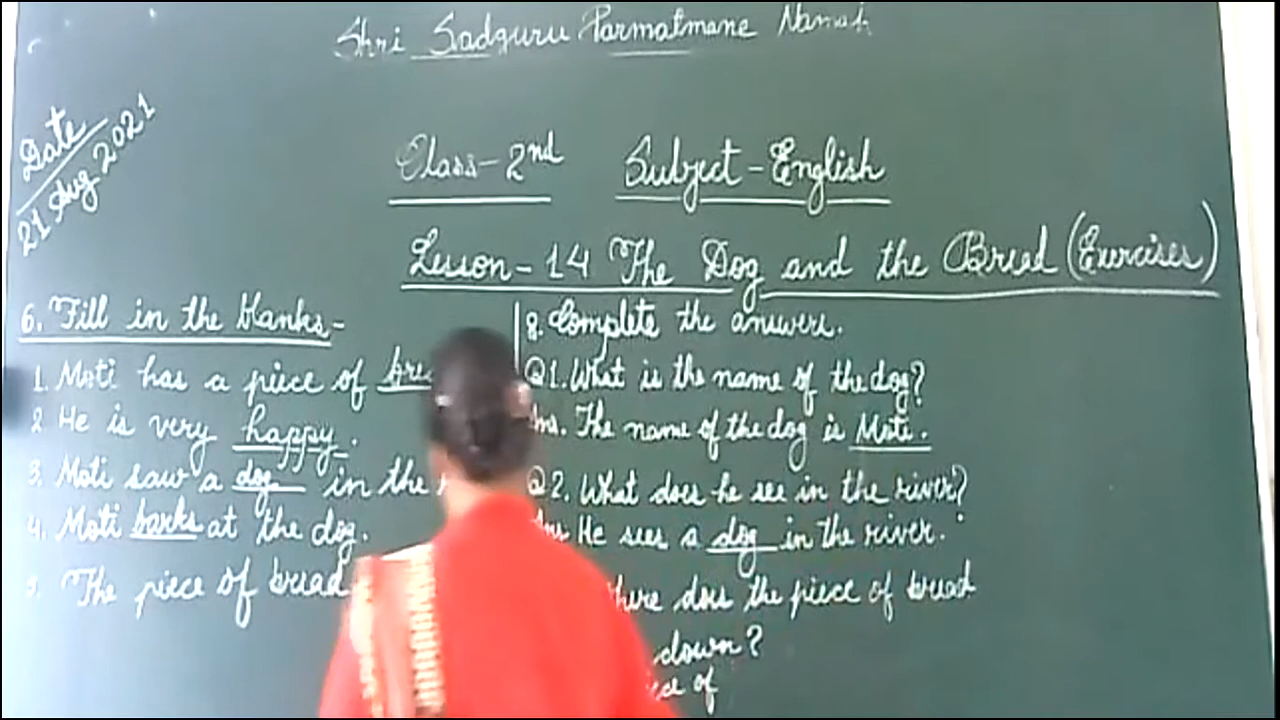 Shri Sadguru Parmatmane Namah
Date
21 Aug. 2021
Class-2nd Subject-English
Lesson-14 The Dog and the Bread (Exercises)
6. Fill in the blanks-
1. Moti has a piece of
2. He is very happy.
3. Moti saw a dog in the
4. Moti barks at the dog.
5. The piece of bread
8. Complete the answers.
Q1. What is the name of the dog?
Ans. The name of the dog is Moti.
Q2. What does he see in the river?
Ans. He sees a dog in the river.
does the piece of bread
down?
of